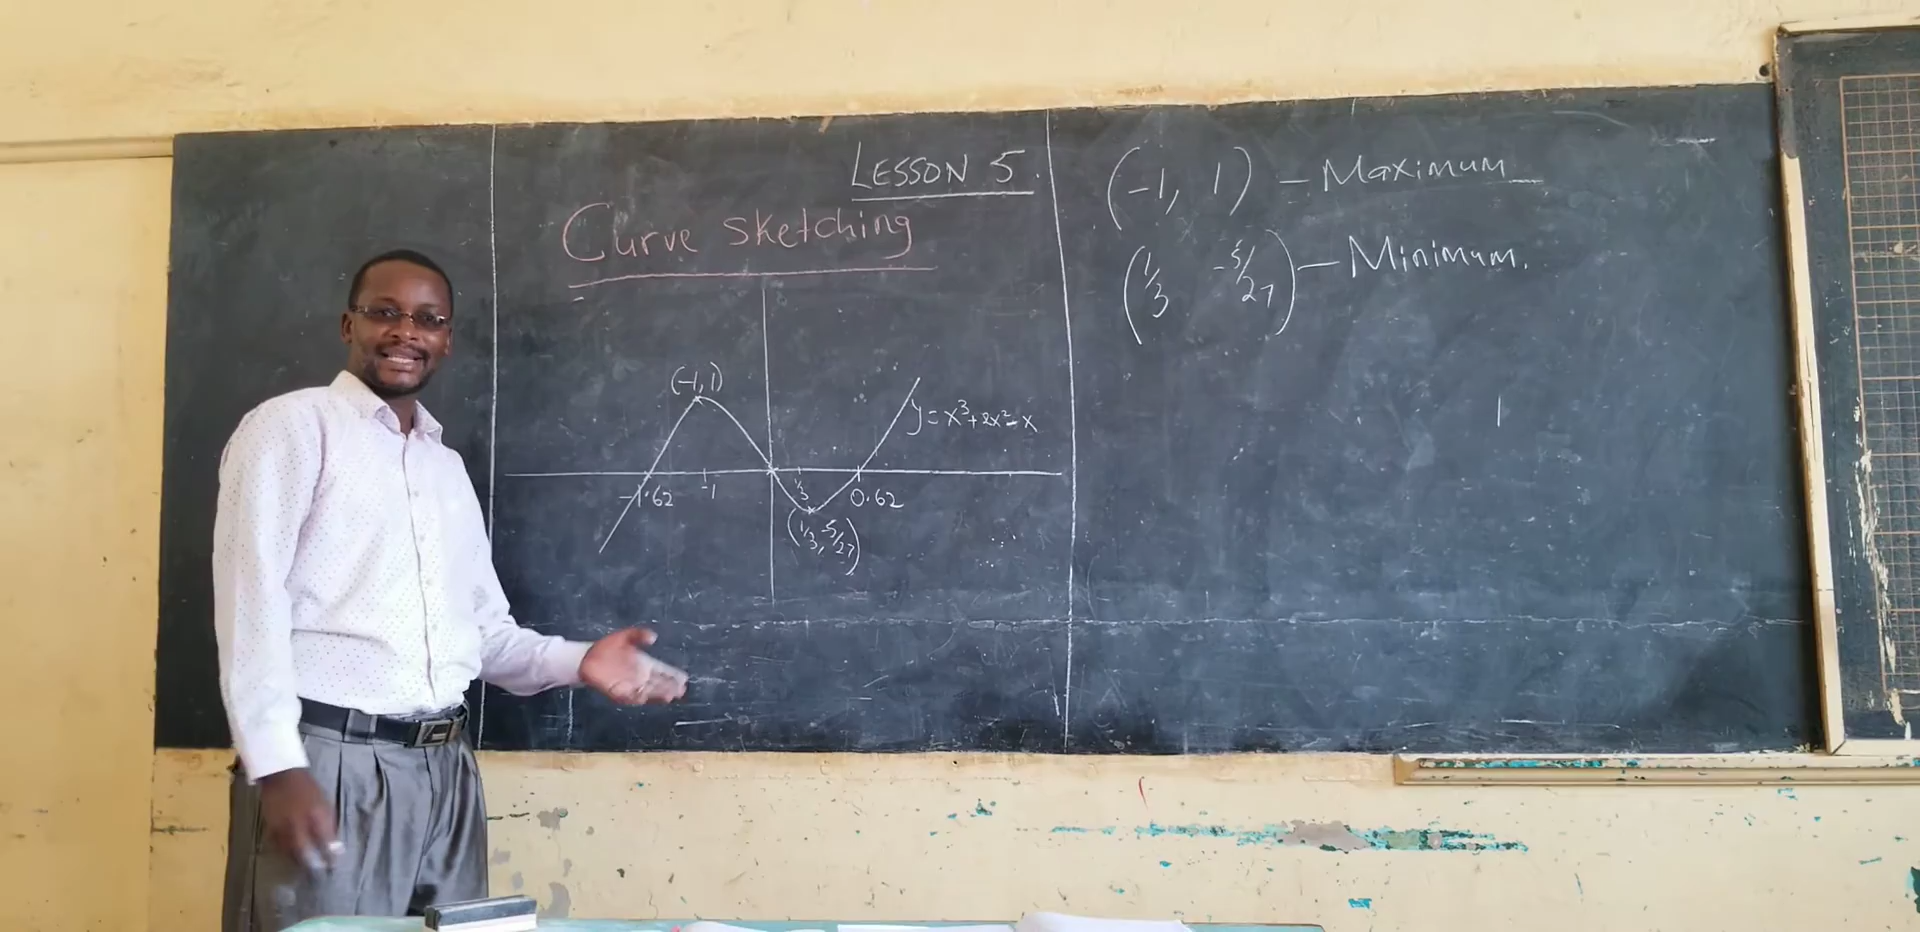 LESSON 5.
Curve sketching
(-1, 1)
y = x³ + 2x² - x
-1.62
-1
1/3
0.62
(1/3, -5/27)
(-1, 1) - Maximum
(1/3 -5/27) - Minimum.